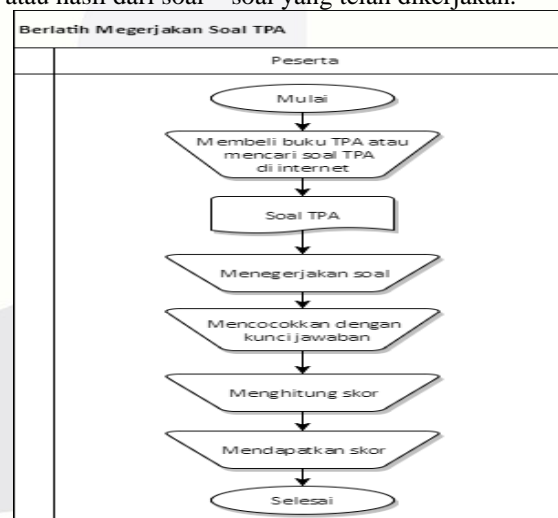 atau hasil dari soal – soal yang telah dikerjakan.
Berlatih Megerjakan Soal TPA
Peserta
Mulai
Membeli buku TPA atau
mencari soal TPA
di internet
Soal TPA
Menegerjakan soal
Mencocokkan dengan
kunci jawaban
Menghitung skor
Mendapatkan skor
Selesai